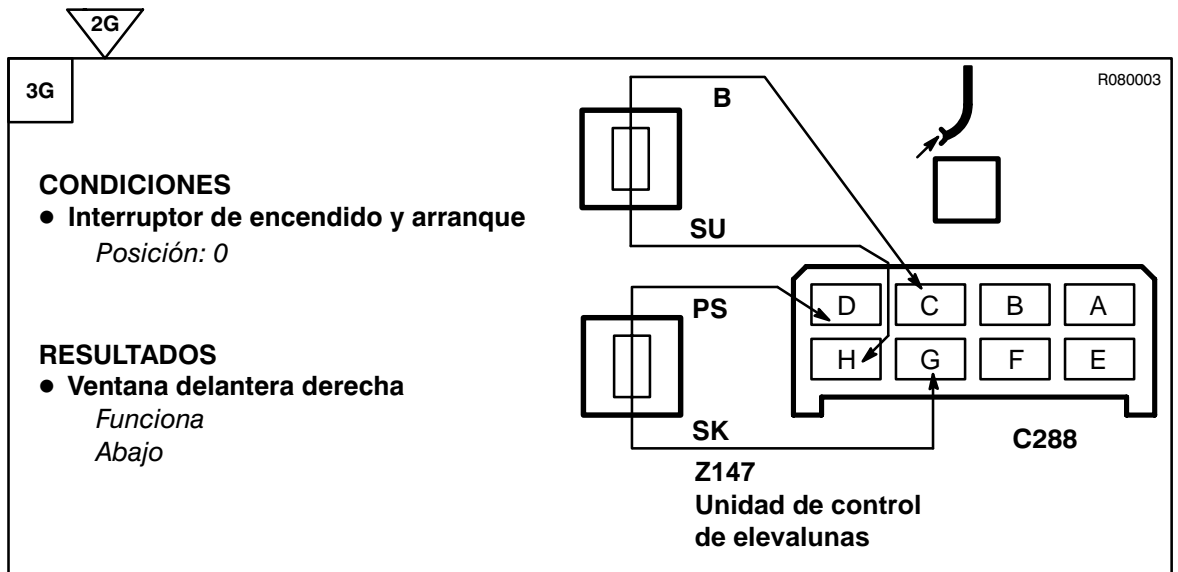 2G
3G
R080003
CONDICIONES
● Interruptor de encendido y arranque
Posición: 0
RESULTADOS
● Ventana delantera derecha
Funciona
Abajo
B
SU
PS
SK
D C B A
H G F E
C288
Z147
Unidad de control
de elevalunas